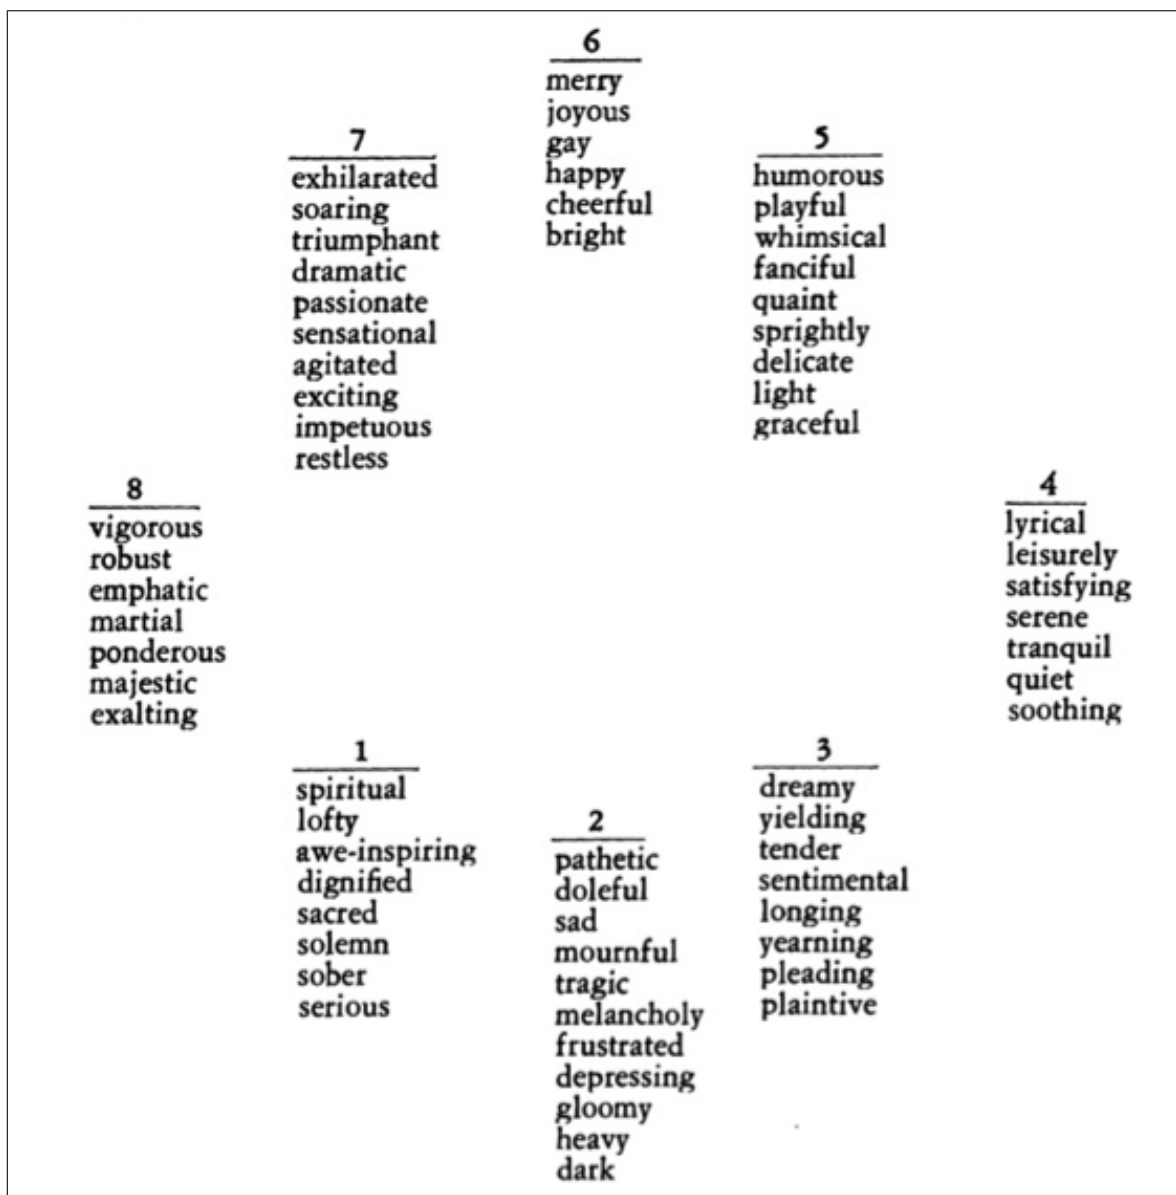 6
merry
joyous
gay
happy
cheerful
bright
7
exhilarated
soaring
triumphant
dramatic
passionate
sensational
agitated
exciting
impetuous
restless
5
humorous
playful
whimsical
fanciful
quaint
sprightly
delicate
light
graceful
8
vigorous
robust
emphatic
martial
ponderous
majestic
exalting
4
lyrical
leisurely
satisfying
serene
tranquil
quiet
soothing
1
spiritual
lofty
awe-inspiring
dignified
sacred
solemn
sober
serious
2
pathetic
doleful
sad
mournful
tragic
melancholy
frustrated
depressing
gloomy
heavy
dark
3
dreamy
yielding
tender
sentimental
longing
yearning
pleading
plaintive